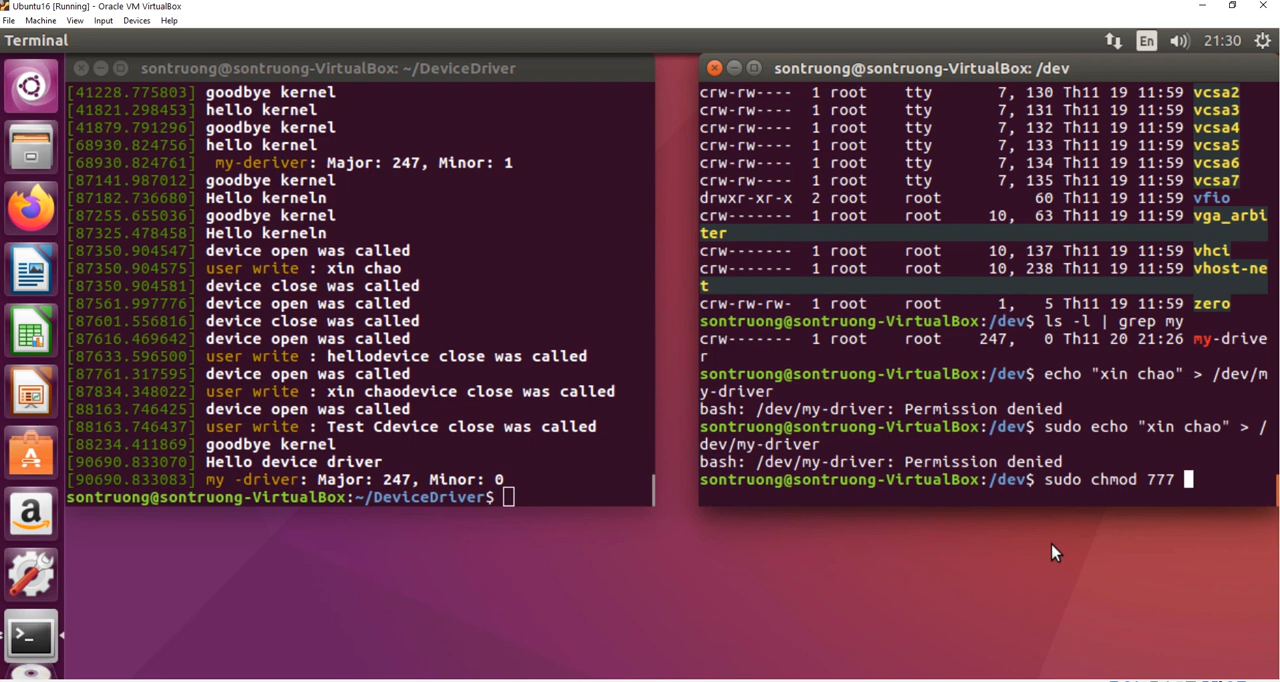 Ubuntu16 [Running] - Oracle VM VirtualBox
File Machine View Input Devices Help
Terminal
En
21:30
sontruong@sontruong-VirtualBox: ~/DeviceDriver
[41228.775803] goodbye kernel
[41821.298453] hello kernel
[41879.791296] goodbye kernel
[68930.824756] hello kernel
[68930.824761]  my-deriver: Major: 247, Minor: 1
[87141.987012] goodbye kernel
[87182.736680] Hello kerneln
[87255.655036] goodbye kernel
[87325.478458] Hello kerneln
[87350.904547] device open was called
[87350.904575] user write : xin chao
[87350.904581] device close was called
[87561.997776] device open was called
[87601.556816] device close was called
[87616.469642] device open was called
[87633.596500] user write : hellodevice close was called
[87761.317595] device open was called
[87834.348022] user write : xin chaodevice close was called
[88163.746425] device open was called
[88163.746437] user write : Test Cdevice close was called
[88234.411869] goodbye kernel
[90690.833070] Hello device driver
[90690.833083] my -driver: Major: 247, Minor: 0
sontruong@sontruong-VirtualBox:~/DeviceDriver$
sontruong@sontruong-VirtualBox: /dev
crw-rw---- 1 root tty 7, 130 Th11 19 11:59 vcsa2
crw-rw---- 1 root tty 7, 131 Th11 19 11:59 vcsa3
crw-rw---- 1 root tty 7, 132 Th11 19 11:59 vcsa4
crw-rw---- 1 root tty 7, 133 Th11 19 11:59 vcsa5
crw-rw---- 1 root tty 7, 134 Th11 19 11:59 vcsa6
crw-rw---- 1 root tty 7, 135 Th11 19 11:59 vcsa7
drwxr-xr-x 2 root root 60 Th11 19 11:59 vfio
crw------- 1 root root 10, 63 Th11 19 11:59 vga_arbi
ter
crw------- 1 root root 10, 137 Th11 19 11:59 vhci
crw------- 1 root root 10, 238 Th11 19 11:59 vhost-ne
t
crw-rw-rw- 1 root root 1, 5 Th11 19 11:59 zero
sontruong@sontruong-VirtualBox:/dev$ ls -l | grep my
crw------- 1 root root 247, 0 Th11 20 21:26 my-drive
r
sontruong@sontruong-VirtualBox:/dev$ echo "xin chao" > /dev/m
y-driver
bash: /dev/my-driver: Permission denied
sontruong@sontruong-VirtualBox:/dev$ sudo echo "xin chao" > /
dev/my-driver
bash: /dev/my-driver: Permission denied
sontruong@sontruong-VirtualBox:/dev$ sudo chmod 777